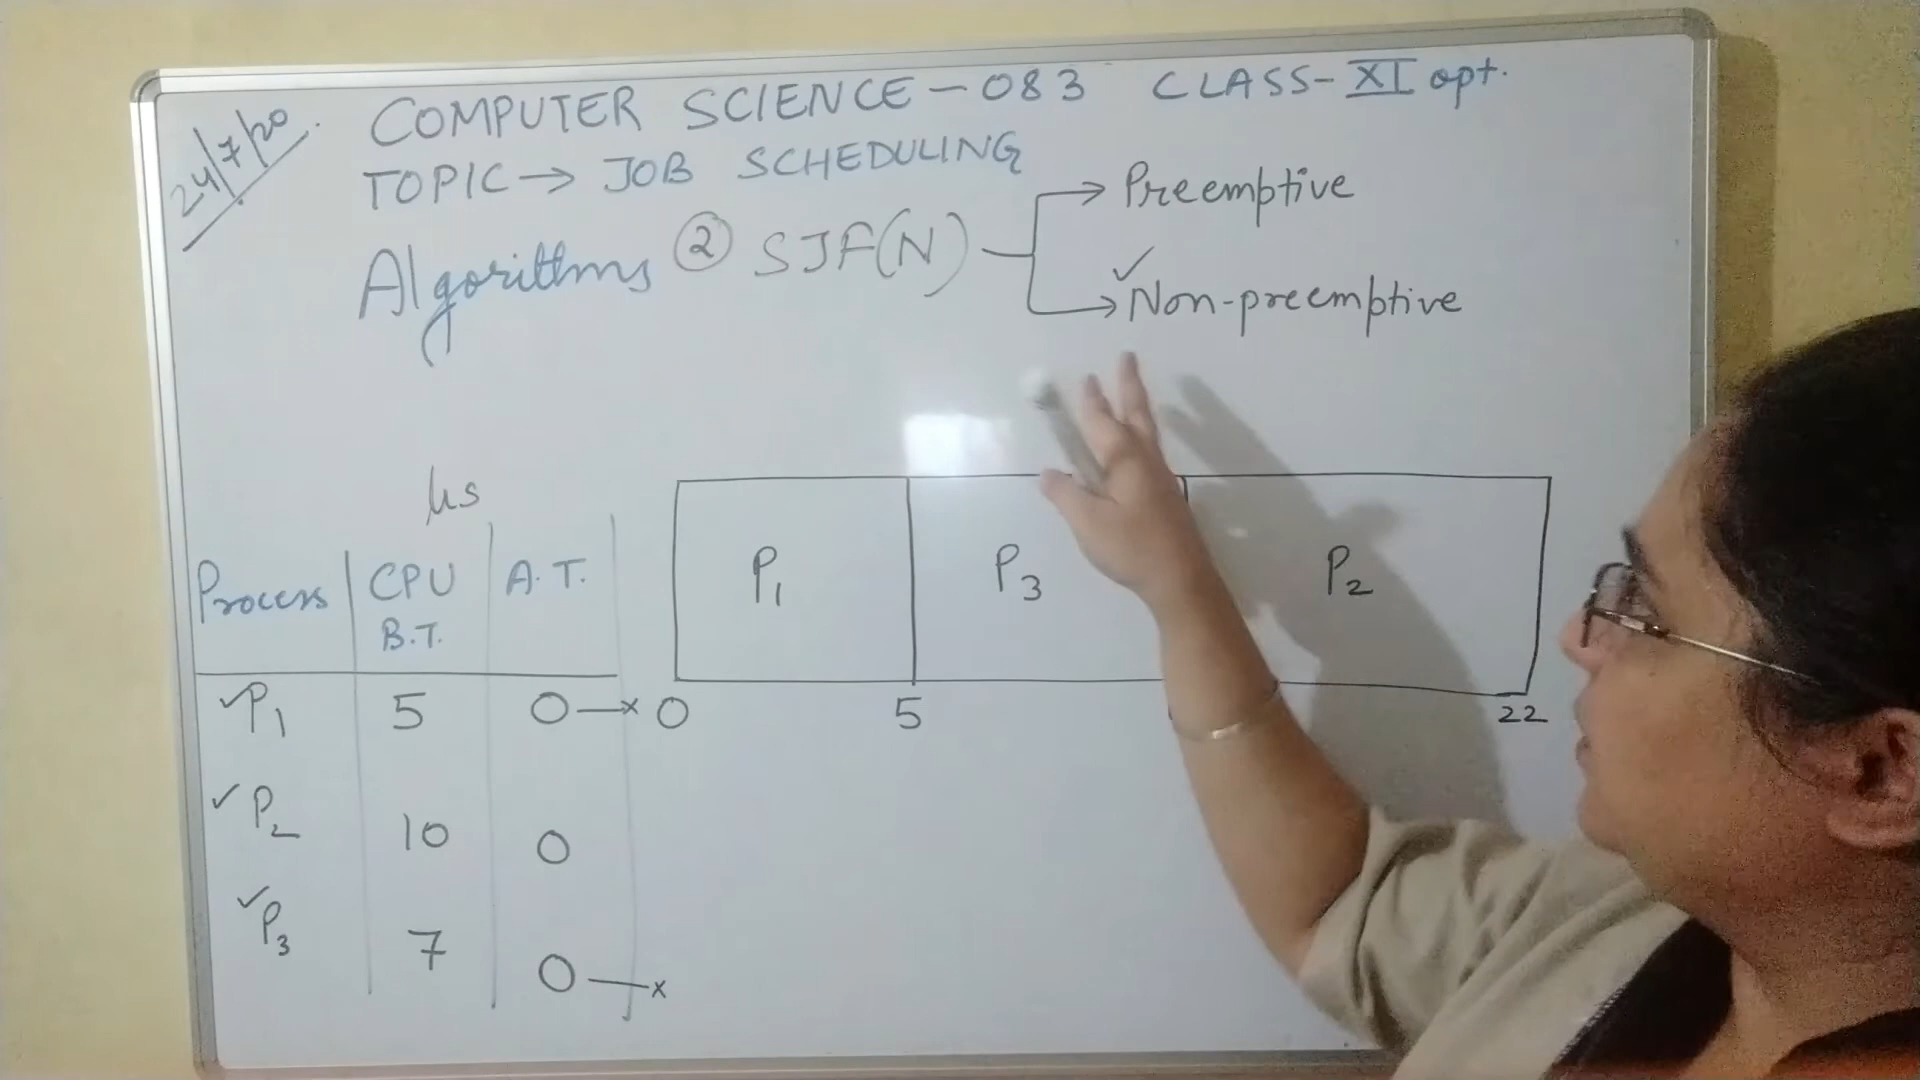 24/7/20.
COMPUTER SCIENCE - 083 CLASS - XI opt.
TOPIC → JOB SCHEDULING
Algorithms ② SJF(N)
→ Preemptive
✓
→ Non-preemptive
μs
Process CPU B.T. A.T.
✓P₁ 5 0 —x
✓P₂ 10 0
✓P₃ 7 0 —x
P₁ P₃ P₂
0 5 22